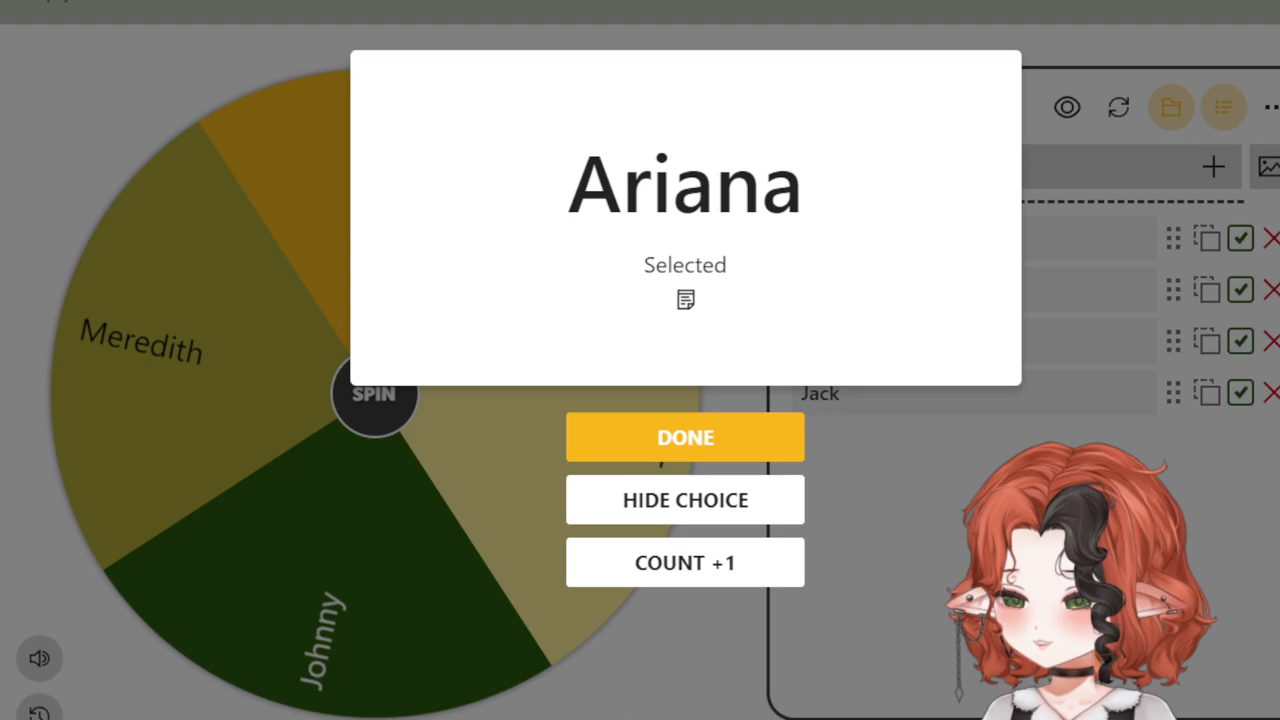 Ariana
Selected
Meredith
SPIN
Jack
DONE
HIDE CHOICE
COUNT +1
Johnny